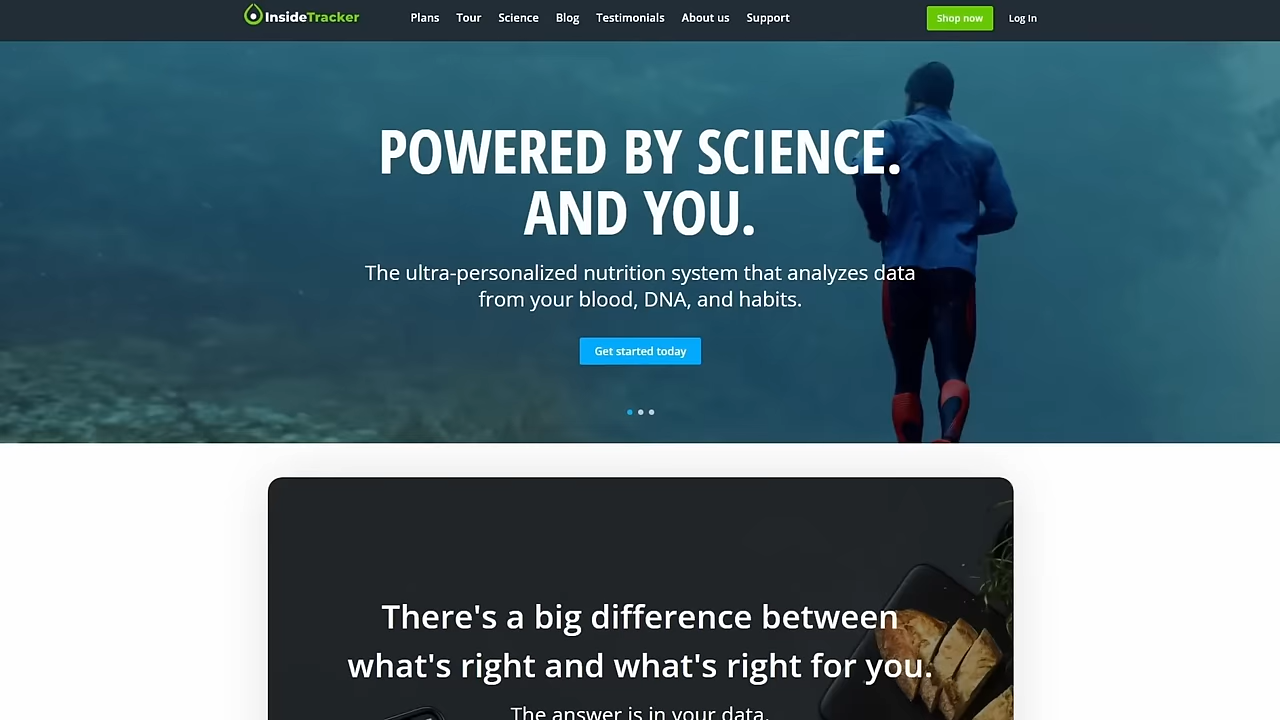 InsideTracker
Plans
Tour
Science
Blog
Testimonials
About us
Support
Shop now
Log In
POWERED BY SCIENCE.
AND YOU.
The ultra-personalized nutrition system that analyzes data
from your blood, DNA, and habits.
Get started today
There's a big difference between
what's right and what's right for you.
The answer is in your data.